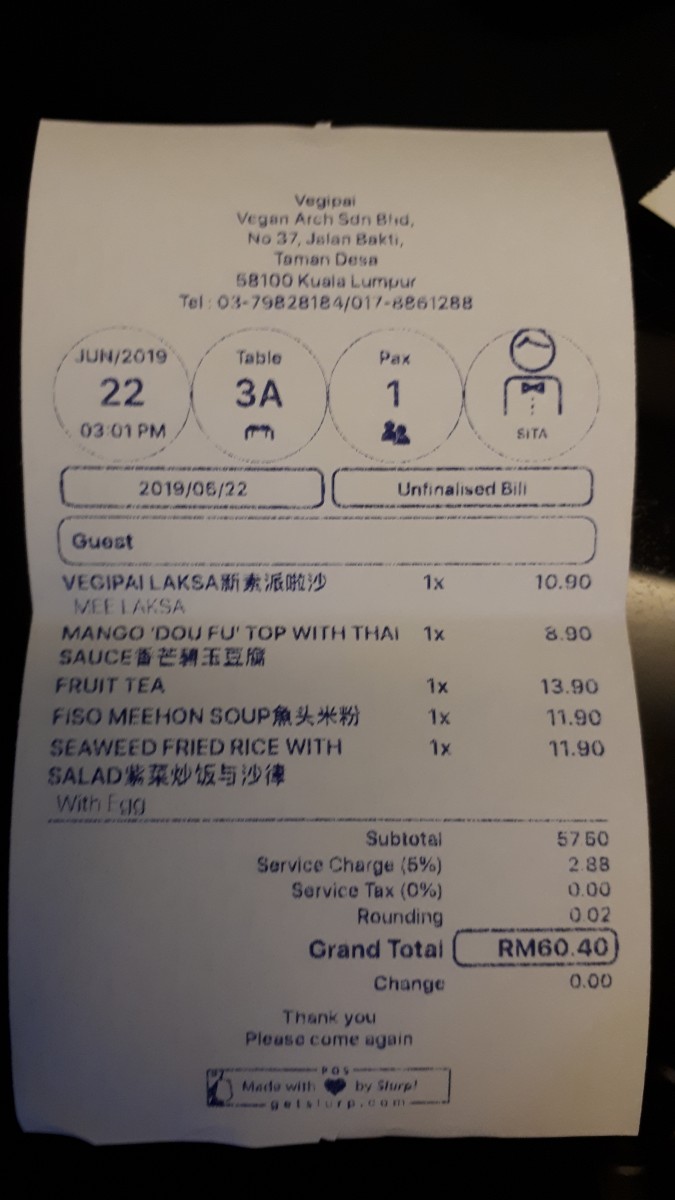 Vegipai
Vegan Arch Sdn Bhd,
No 37, Jalan Bakti,
Taman Desa
58100 Kuala Lumpur
Tel : 03-79828184/017-8861288
JUN/2019
22
03:01 PM
Table
3A
Pax
1
SITA
2019/06/22
Unfinalised Bill
Guest
VEGIPAI LAKSA新素派啦沙 1x 10.90
MEE LAKSA
MANGO 'DOU FU' TOP WITH THAI 1x 8.90
SAUCE香芒碧玉豆腐
FRUIT TEA 1x 13.90
FISO MEEHON SOUP魚头米粉 1x 11.90
SEAWEED FRIED RICE WITH 1x 11.90
SALAD紫菜炒饭与沙律
With Egg
Subtotal 57.50
Service Charge (5%) 2.88
Service Tax (0%) 0.00
Rounding 0.02
Grand Total RM60.40
Change 0.00
Thank you
Please come again
POS
Made with by Slurp!
getslurp.com